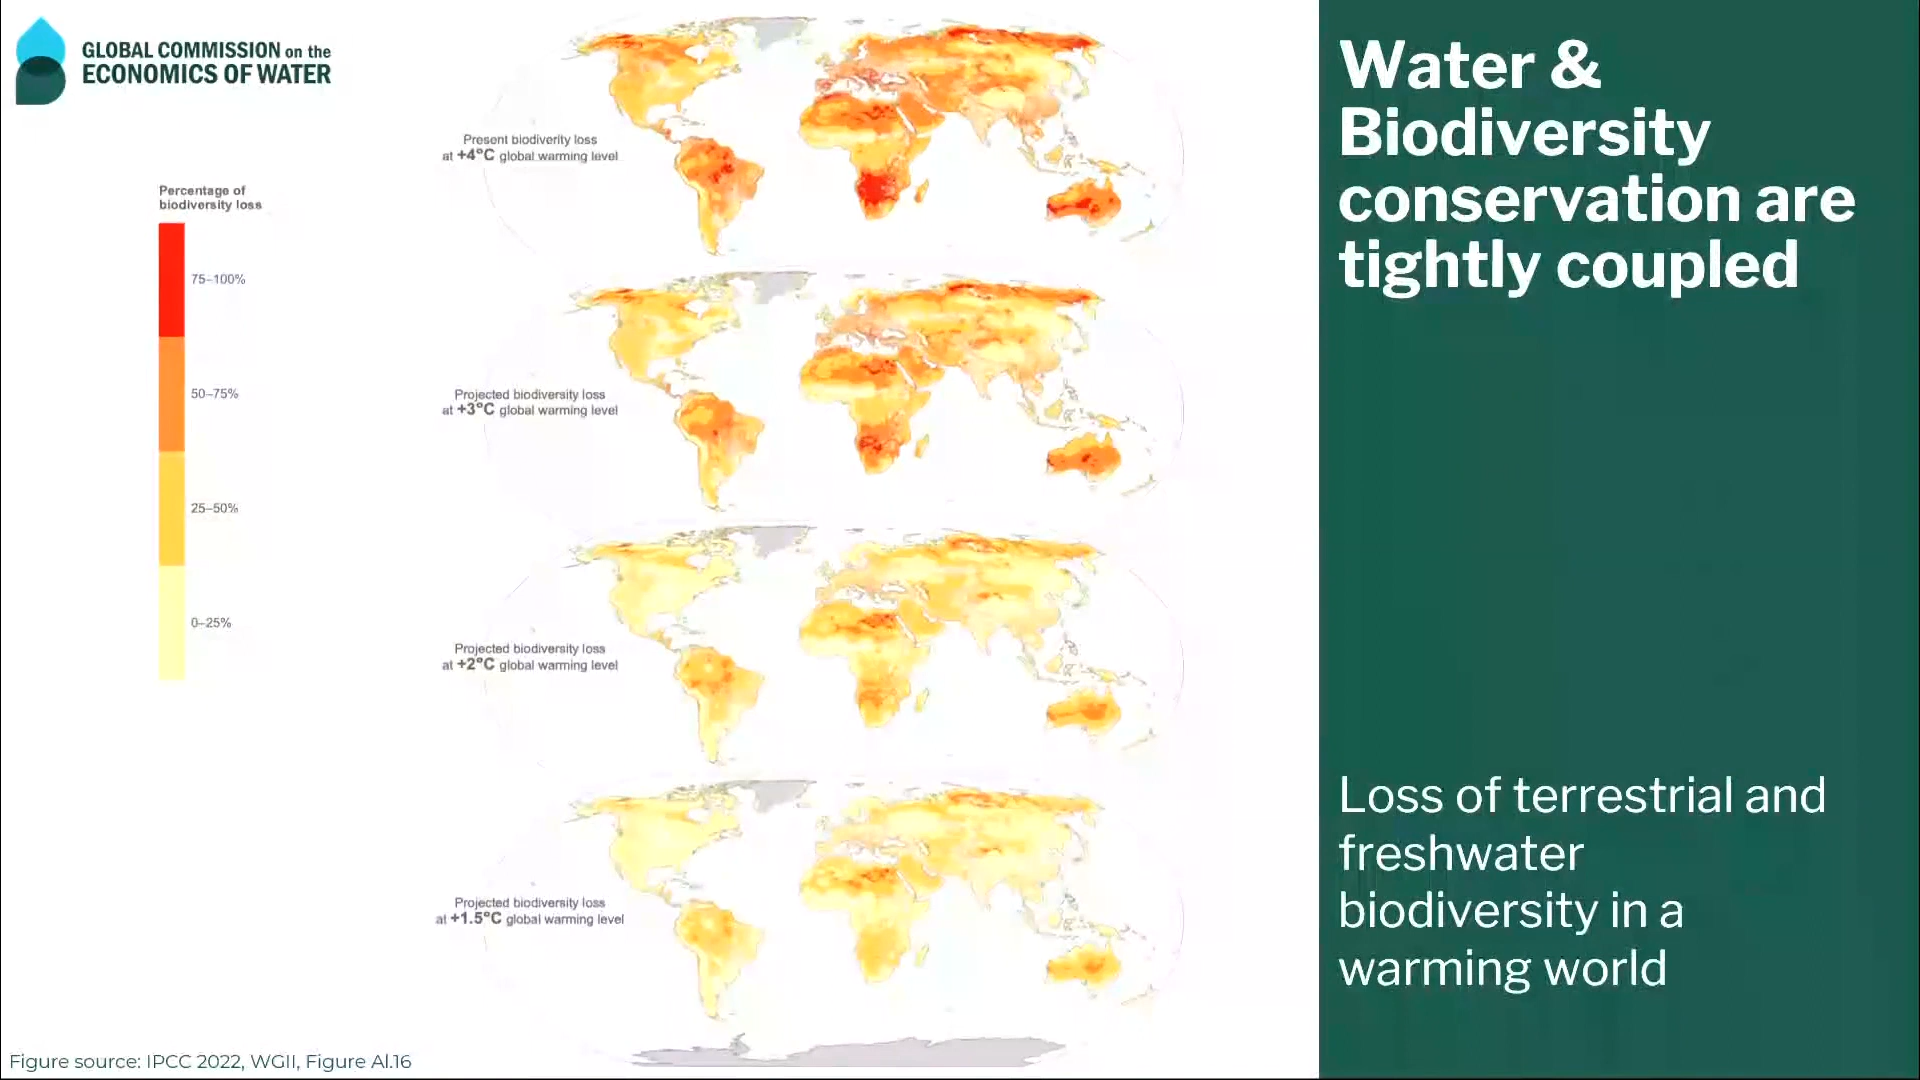 GLOBAL COMMISSION on the
ECONOMICS OF WATER
Percentage of
biodiversity loss
75–100%
50–75%
25–50%
0–25%
Present biodiverity loss
at +4°C global warming level
Projected biodiversity loss
at +3°C global warming level
Projected biodiversity loss
at +2°C global warming level
Projected biodiversity loss
at +1.5°C global warming level
Figure source: IPCC 2022, WGII, Figure AI.16
Water &
Biodiversity
conservation are
tightly coupled
Loss of terrestrial and
freshwater
biodiversity in a
warming world